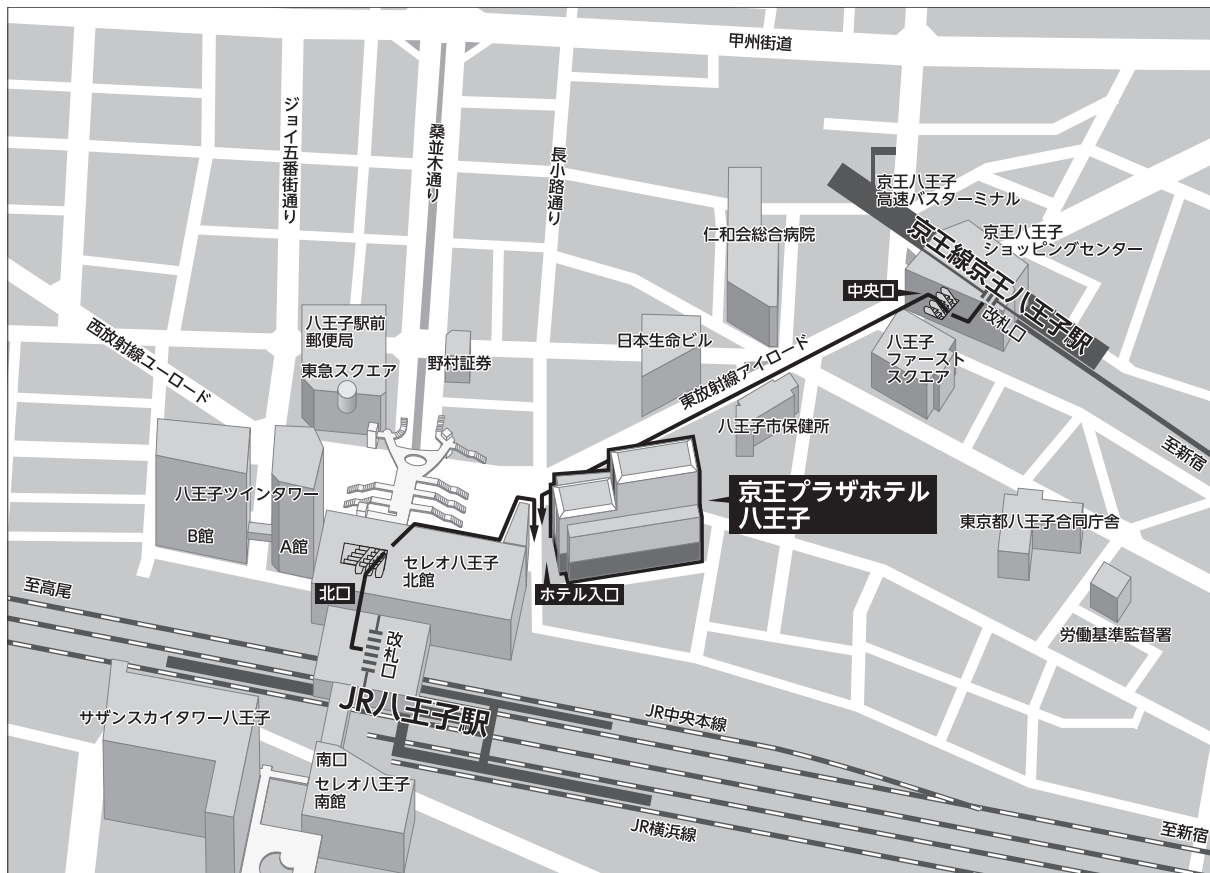 甲州街道
ジョイ五番街通り
桑並木通り
長小路通り
京王八王子
高速バスターミナル
仁和会総合病院
京王八王子
ショッピングセンター
京王線京王八王子駅
中央口
改札口
八王子
ファースト
スクエア
西放射線ユーロード
八王子駅前
郵便局
東急スクエア
野村証券
日本生命ビル
東放射線アイロード
八王子市保健所
至新宿
八王子ツインタワー
B館
A館
京王プラザホテル
八王子
東京都八王子合同庁舎
セレオ八王子
北館
北口
ホテル入口
至高尾
改札口
労働基準監督署
JR八王子駅
サザンスカイタワー八王子
JR中央本線
南口
セレオ八王子
南館
JR横浜線
至新宿